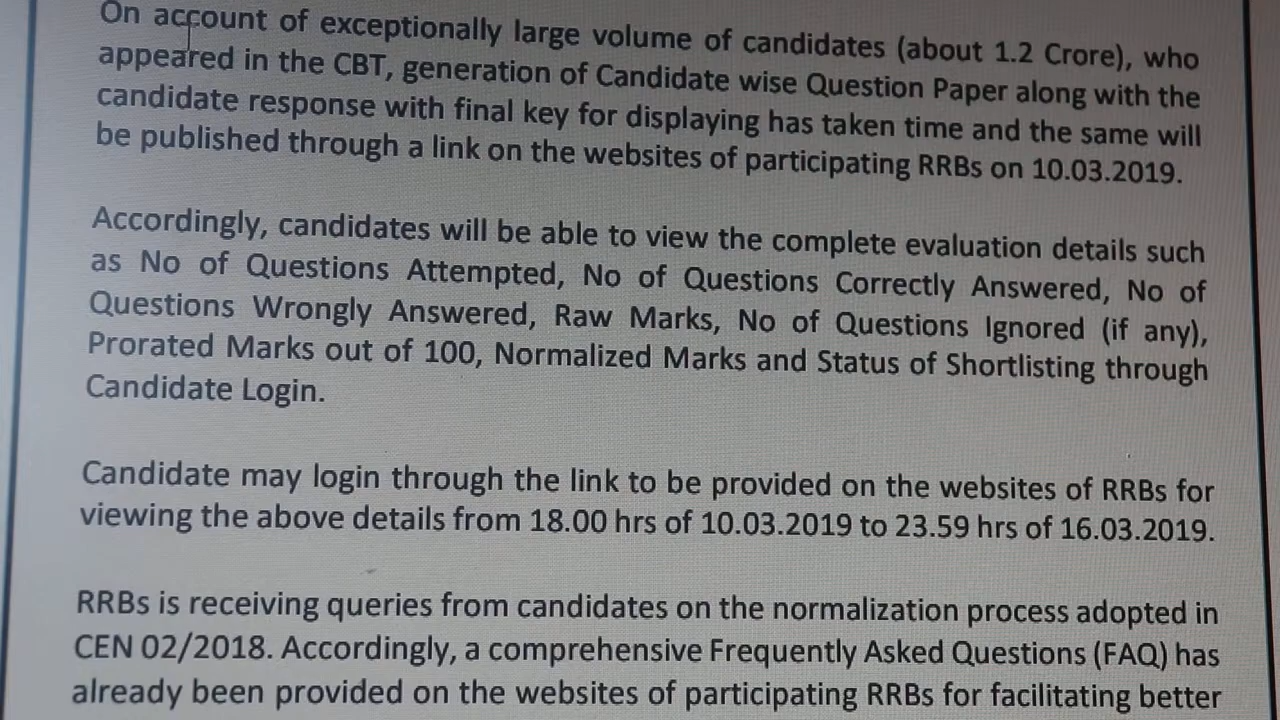 On account of exceptionally large volume of candidates (about 1.2 Crore), who
appeared in the CBT, generation of Candidate wise Question Paper along with the
candidate response with final key for displaying has taken time and the same will
be published through a link on the websites of participating RRBs on 10.03.2019.
Accordingly, candidates will be able to view the complete evaluation details such
as No of Questions Attempted, No of Questions Correctly Answered, No of
Questions Wrongly Answered, Raw Marks, No of Questions Ignored (if any),
Prorated Marks out of 100, Normalized Marks and Status of Shortlisting through
Candidate Login.
Candidate may login through the link to be provided on the websites of RRBs for
viewing the above details from 18.00 hrs of 10.03.2019 to 23.59 hrs of 16.03.2019.
RRBs is receiving queries from candidates on the normalization process adopted in
CEN 02/2018. Accordingly, a comprehensive Frequently Asked Questions (FAQ) has
already been provided on the websites of participating RRBs for facilitating better